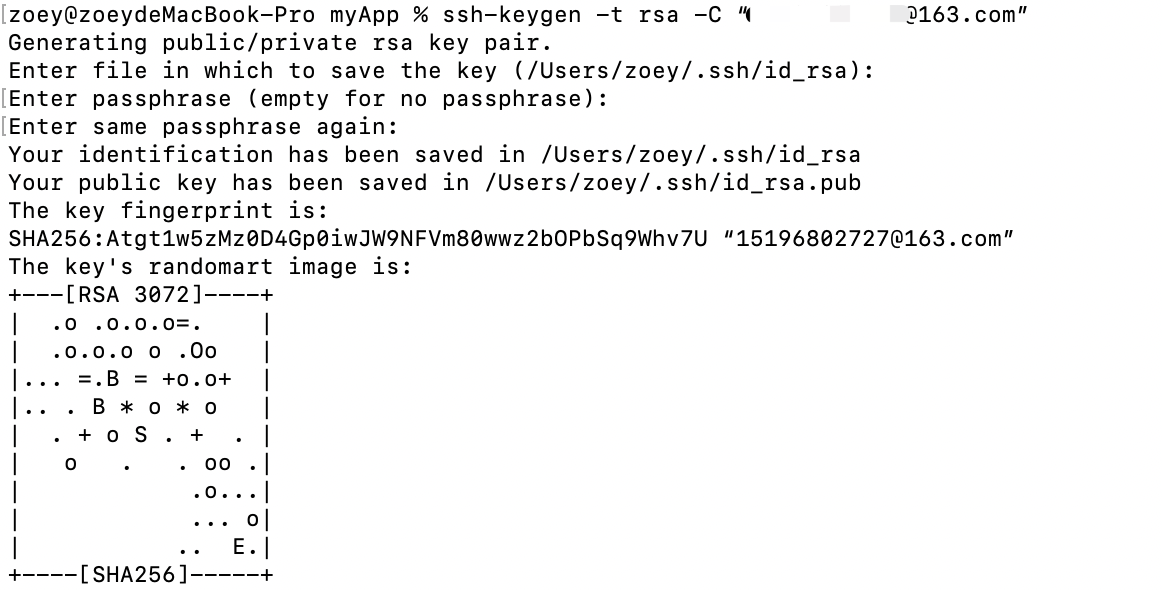 zoey@zoeydeMacBook-Pro myApp % ssh-keygen -t rsa -C “ @163.com”
Generating public/private rsa key pair.
Enter file in which to save the key (/Users/zoey/.ssh/id_rsa):
Enter passphrase (empty for no passphrase):
Enter same passphrase again:
Your identification has been saved in /Users/zoey/.ssh/id_rsa
Your public key has been saved in /Users/zoey/.ssh/id_rsa.pub
The key fingerprint is:
SHA256:Atgt1w5zMz0D4Gp0iwJW9NFVm80wwz2bOPbSq9Whv7U “15196802727@163.com”
The key's randomart image is:
+---[RSA 3072]----+
|  .o .o.o.o=.    |
|  .o.o.o o .Oo   |
|... =.B = +o.o+  |
|.. . B * o * o   |
|  . + o S . +  . |
|   o   .   . oo .|
|            .o...|
|            ... o|
|           ..  E.|
+----[SHA256]-----+